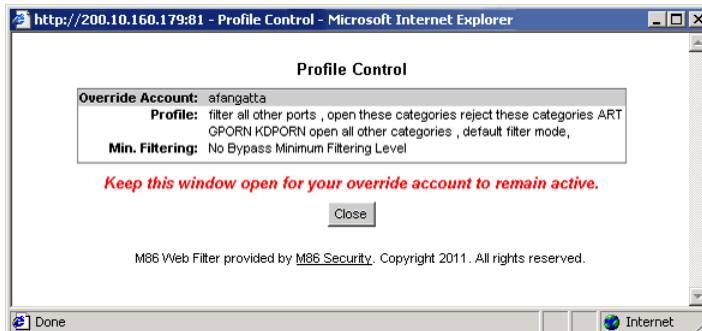 http://200.10.160.179:81 - Profile Control - Microsoft Internet Explorer
Profile Control
Override Account: afangatta
Profile: filter all other ports , open these categories reject these categories ART
GPORN KDPORN open all other categories , default filter mode,
Min. Filtering: No Bypass Minimum Filtering Level
Keep this window open for your override account to remain active.
Close
M86 Web Filter provided by M86 Security. Copyright 2011. All rights reserved.
Done
Internet